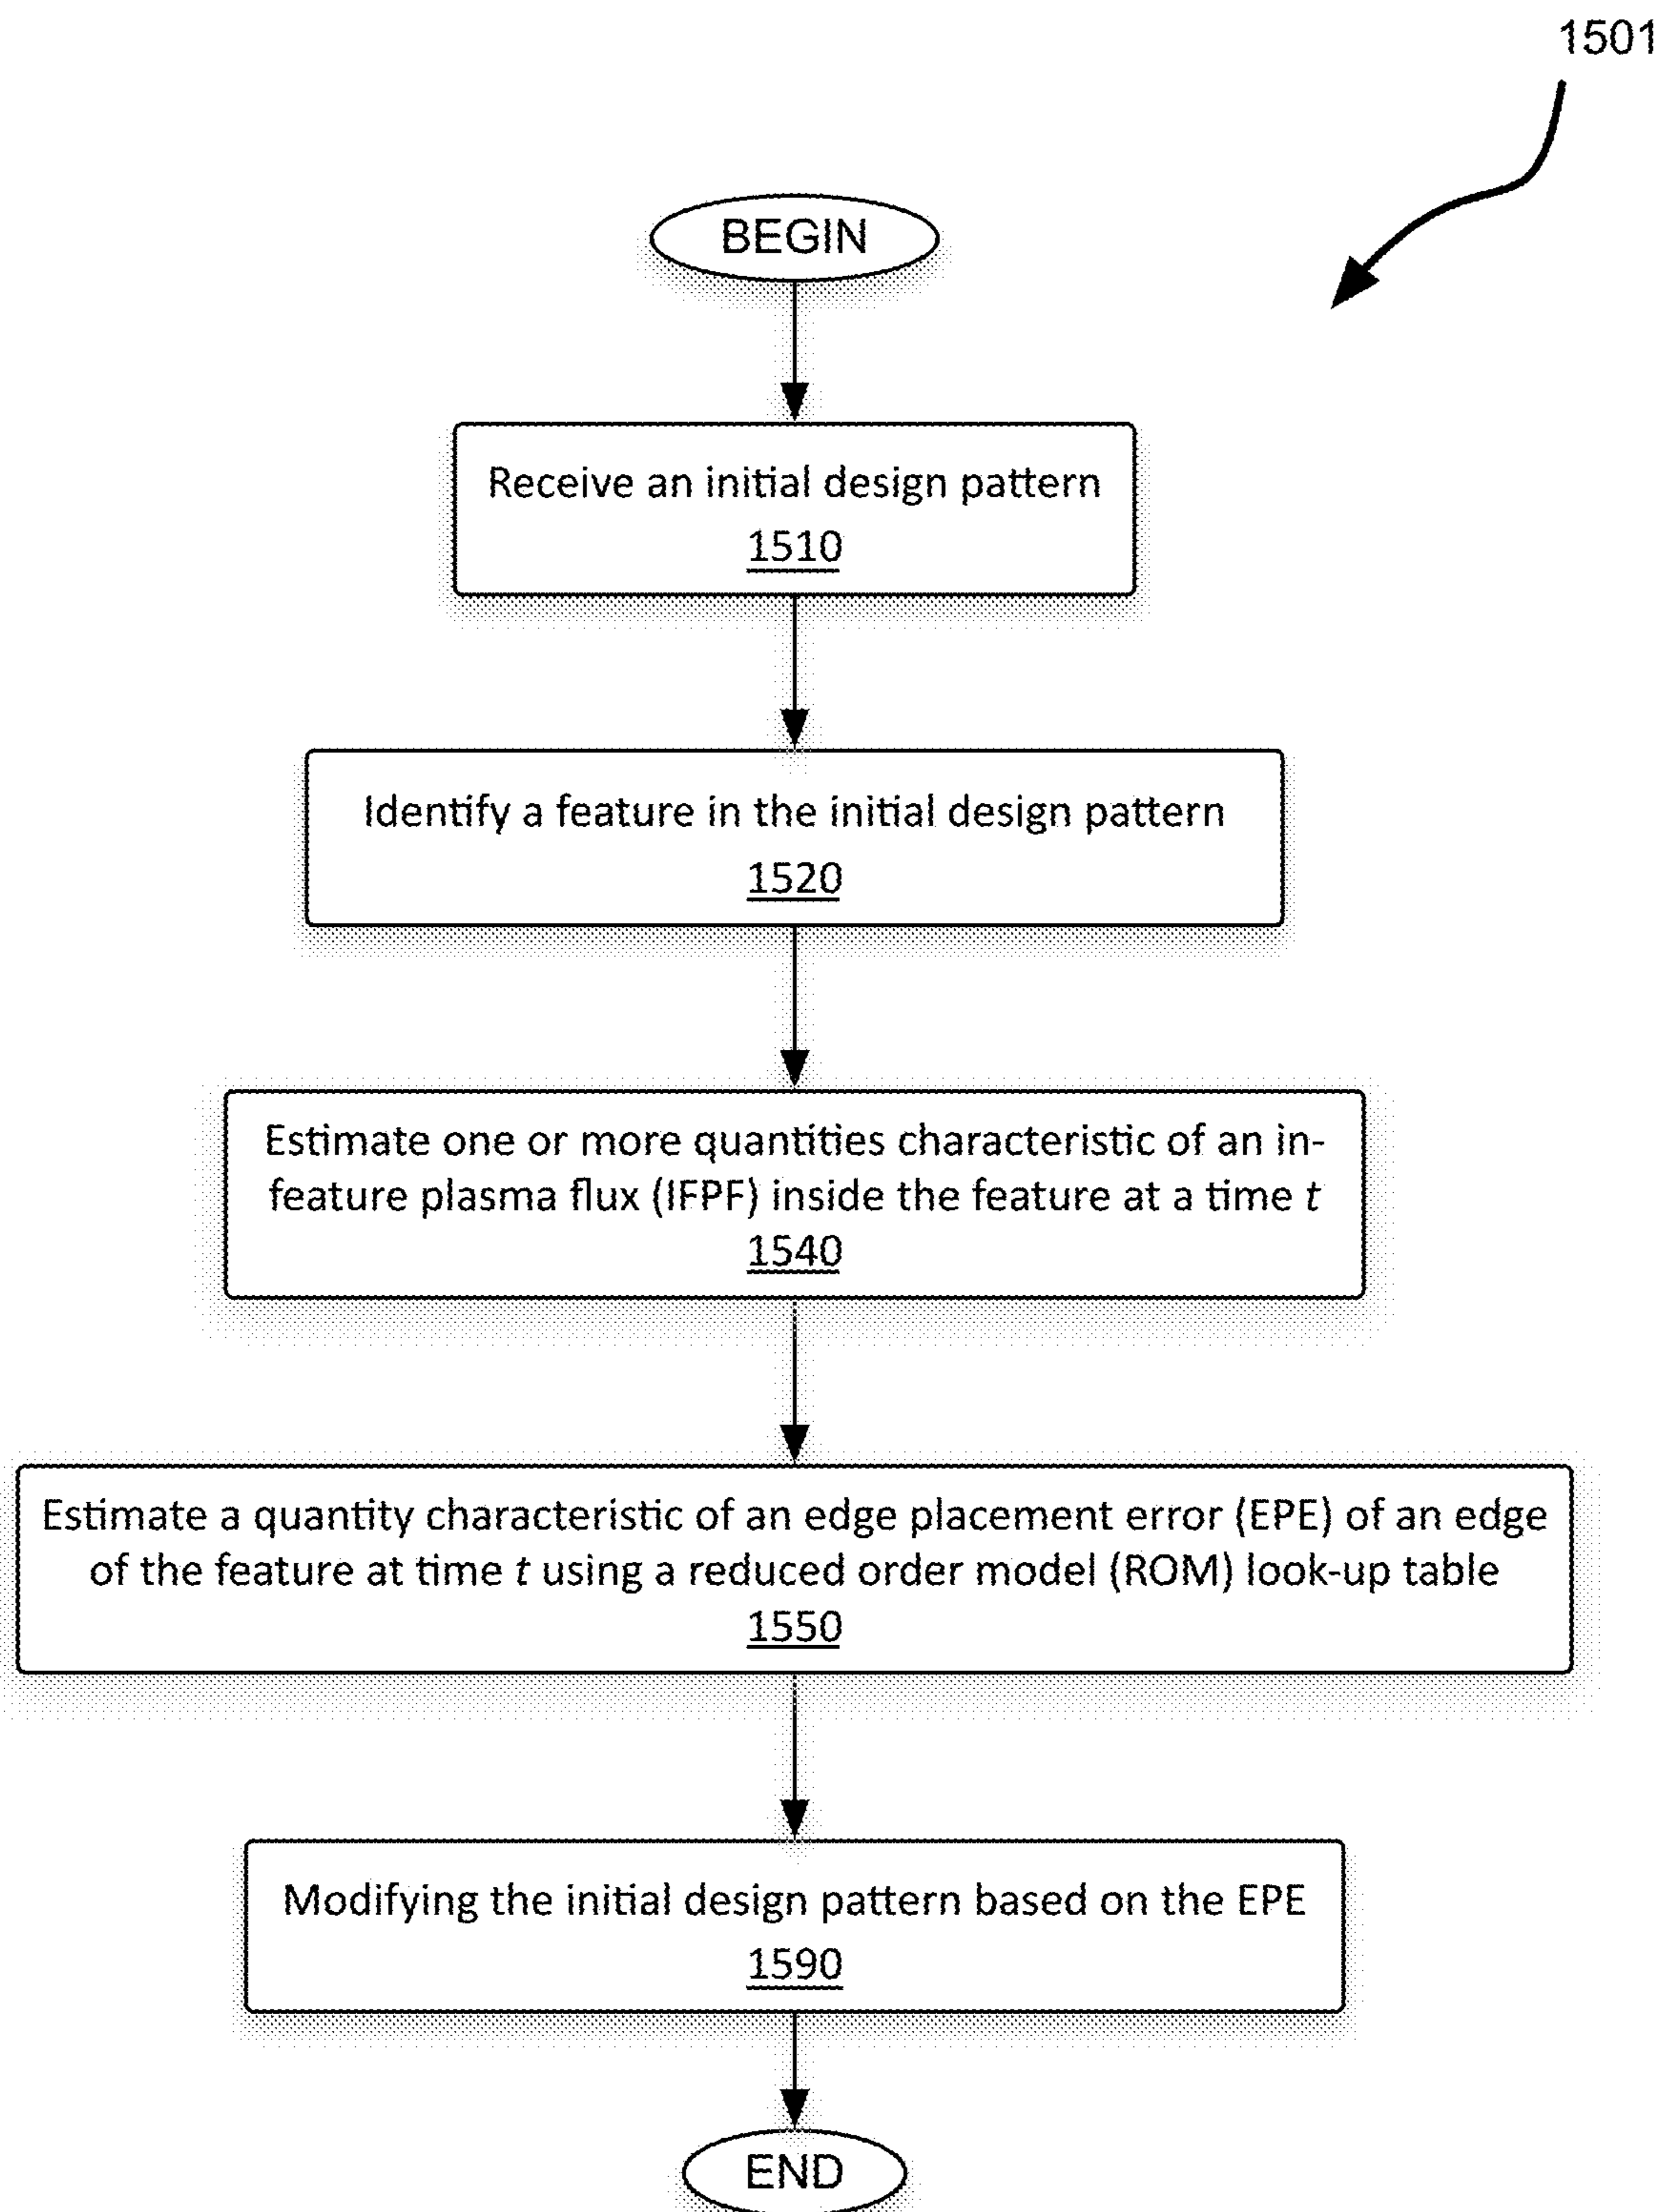 1501
BEGIN
Receive an initial design pattern
1510
Identify a feature in the initial design pattern
1520
Estimate one or more quantities characteristic of an in-
feature plasma flux (IFPF) inside the feature at a time t
1540
Estimate a quantity characteristic of an edge placement error (EPE) of an edge
of the feature at time t using a reduced order model (ROM) look-up table
1550
Modifying the initial design pattern based on the EPE
1590
END